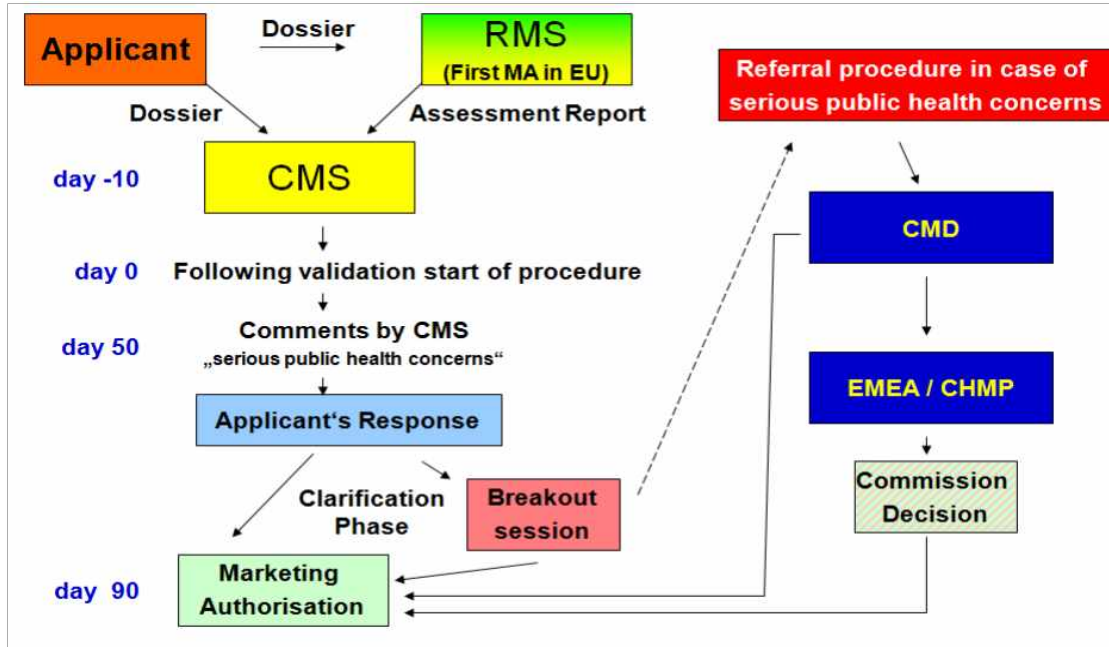 Applicant
Dossier
RMS
(First MA in EU)
Dossier
Assessment Report
day -10
CMS
day 0
Following validation start of procedure
day 50
Comments by CMS
„serious public health concerns“
Applicant‘s Response
Clarification
Phase
Breakout
session
day 90
Marketing
Authorisation
Referral procedure in case of
serious public health concerns
CMD
EMEA / CHMP
Commission
Decision